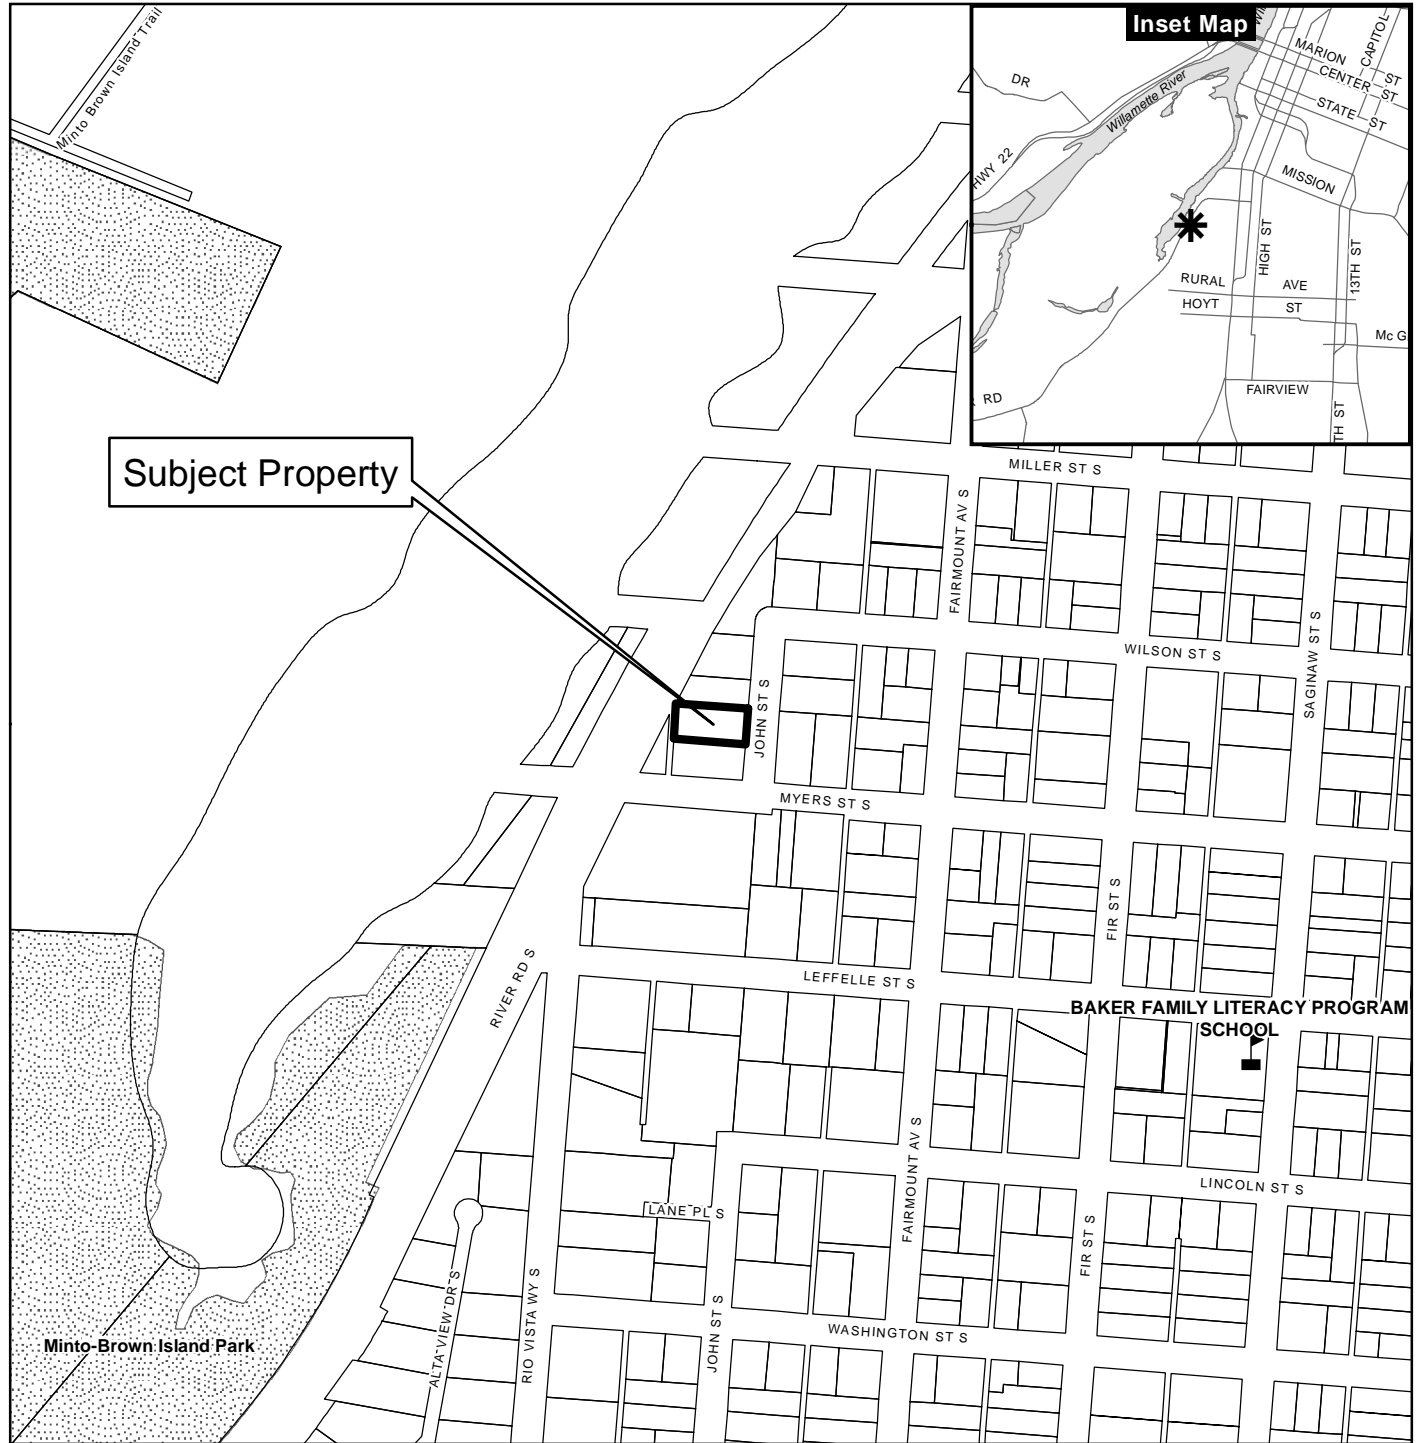 Minto Brown Island Trail
Inset Map
DR
Willamette River
HWY 22
MARION ST
CENTER ST
STATE ST
CAPITOL
MISSION
HIGH ST
13TH ST
RURAL AVE
HOYT ST
Mc G
FAIRVIEW
RD
TH ST
Subject Property
MILLER ST S
FAIRMOUNT AV S
WILSON ST S
SAGINAW ST S
JOHN ST S
MYERS ST S
FIR ST S
RIVER RD S
LEFFELLE ST S
BAKER FAMILY LITERACY PROGRAM
SCHOOL
FAIRMOUNT AV S
LINCOLN ST S
LANE PL S
FIR ST S
ALTA VIEW DR S
RIO VISTA WY S
JOHN ST S
WASHINGTON ST S
Minto-Brown Island Park